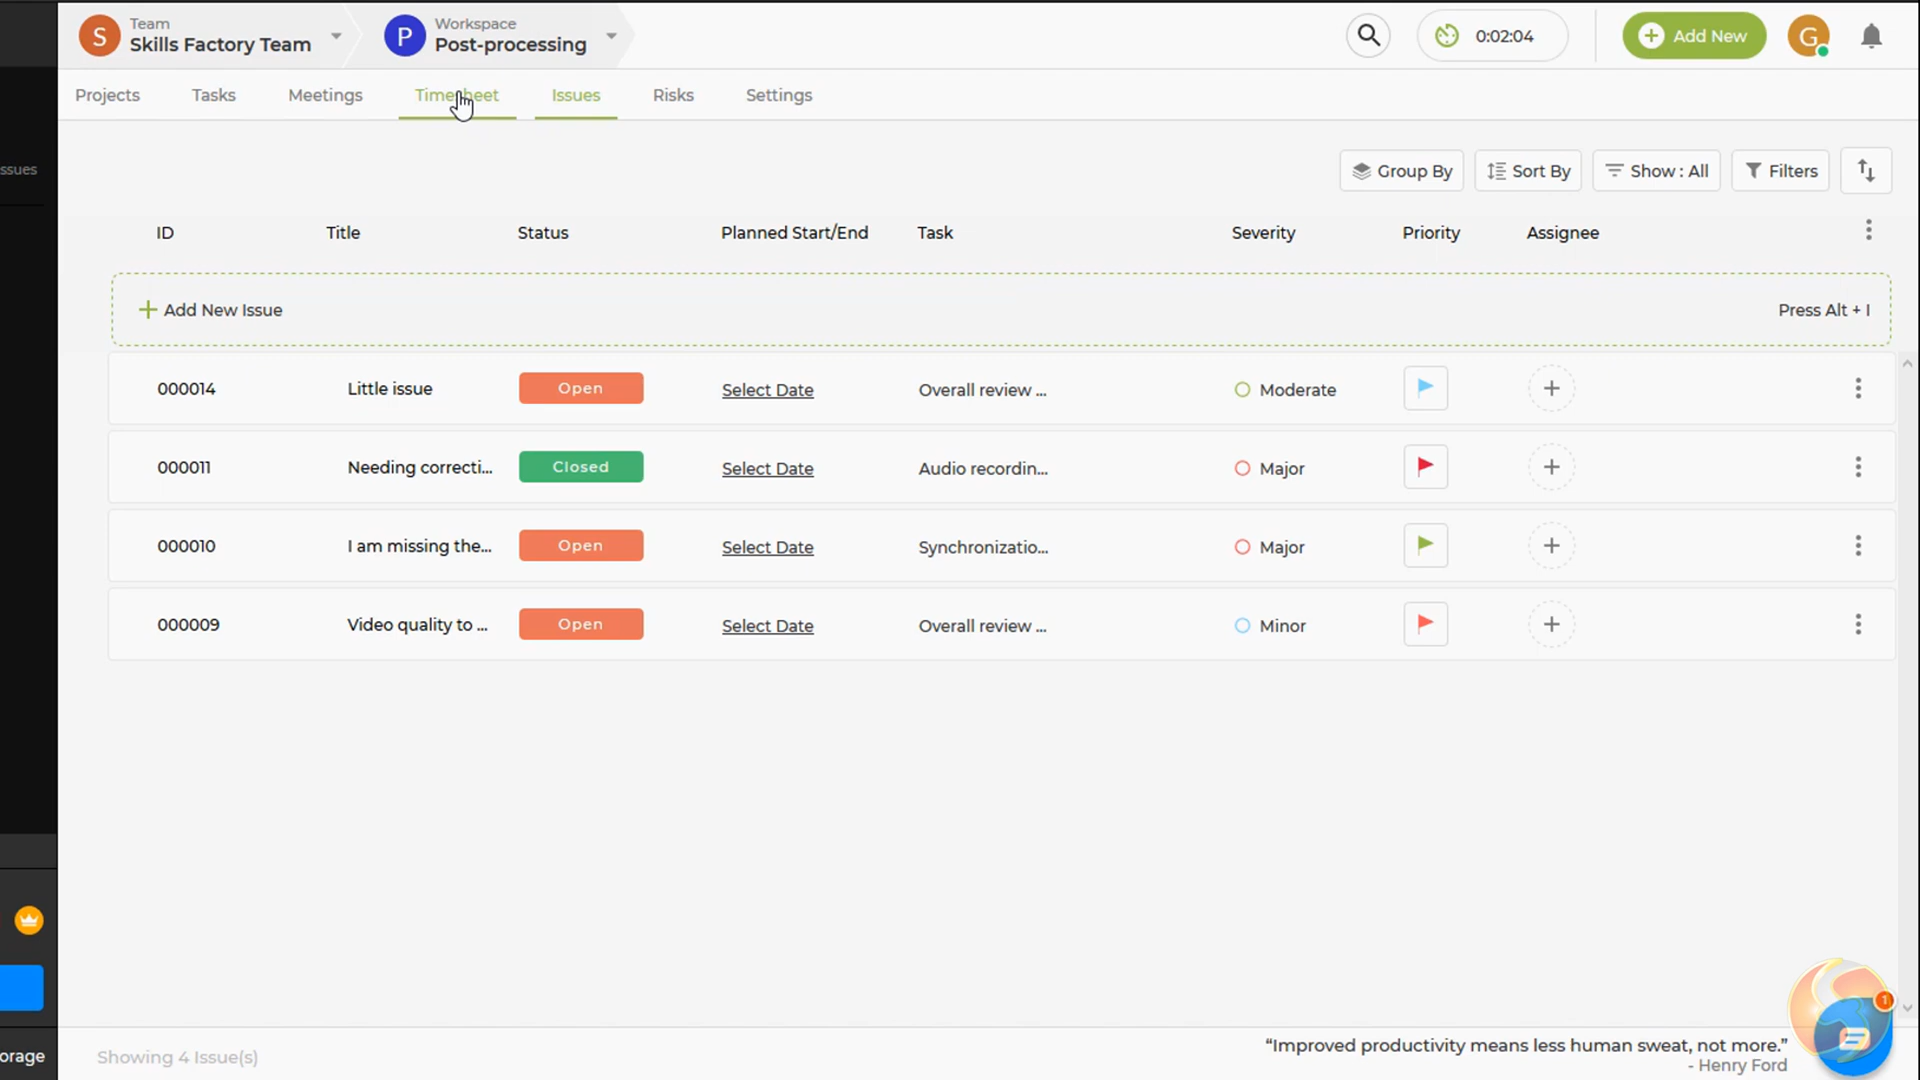 Team
S Skills Factory Team
Workspace
P Post-processing
0:02:04
Add New
G
Projects Tasks Meetings Timesheet Issues Risks Settings
ssues
Group By Sort By Show : All Filters
ID Title Status Planned Start/End Task Severity Priority Assignee
Add New Issue Press Alt + I
000014 Little issue Open Select Date Overall review ... Moderate
000011 Needing correcti... Closed Select Date Audio recordin... Major
000010 I am missing the... Open Select Date Synchronizatio... Major
000009 Video quality to ... Open Select Date Overall review ... Minor
1
orage
Showing 4 Issue(s)
“Improved productivity means less human sweat, not more.”
- Henry Ford